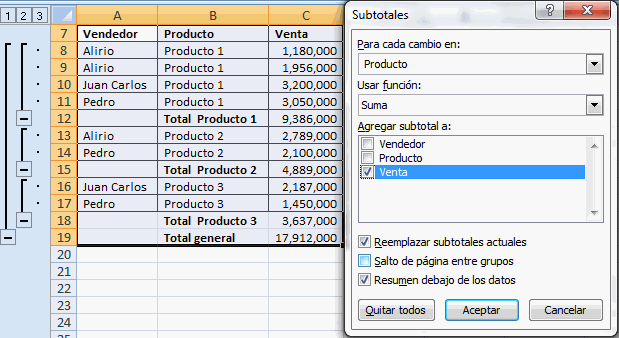 1 2 3
A B C
7 Vendedor Producto Venta
8 Alirio Producto 1 1,180,000
9 Alirio Producto 1 1,956,000
10 Juan Carlos Producto 1 3,200,000
11 Pedro Producto 1 3,050,000
12 Total Producto 1 9,386,000
13 Alirio Producto 2 2,789,000
14 Pedro Producto 2 2,100,000
15 Total Producto 2 4,889,000
16 Juan Carlos Producto 3 2,187,000
17 Pedro Producto 3 1,450,000
18 Total Producto 3 3,637,000
19 Total general 17,912,000
20
21
22
23
24
25
Subtotales
Para cada cambio en:
Producto
Usar función:
Suma
Agregar subtotal a:
Vendedor
Producto
Venta
Reemplazar subtotales actuales
Salto de página entre grupos
Resumen debajo de los datos
Quitar todos Aceptar Cancelar